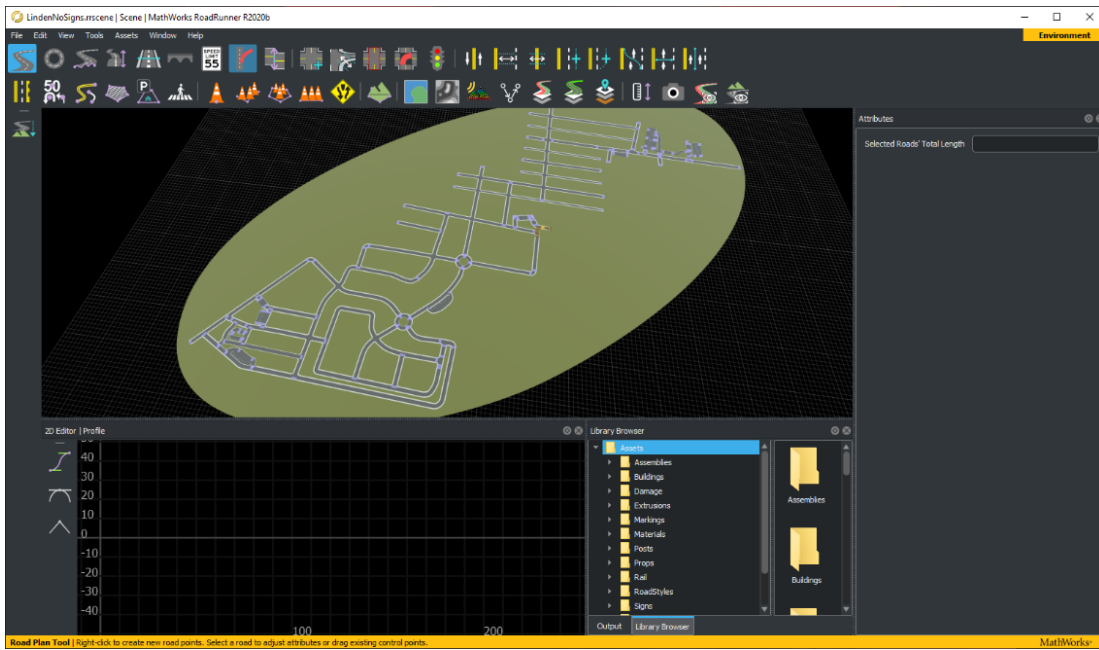 LindenNoSigns.rrscene | Scene | MathWorks RoadRunner R2020b
File Edit View Tools Assets Window Help
Environment
SPEED LIMIT 55
50
P
Attributes
Selected Roads' Total Length
2D Editor | Profile
40
30
20
10
0
-10
-20
-30
-40
100 200
Library Browser
Assets
Assemblies
Buildings
Damage
Extrusions
Markings
Materials
Posts
Props
Rail
RoadStyles
Signs
Assemblies
Buildings
Output Library Browser
Road Plan Tool | Right-click to create new road points. Select a road to adjust attributes or drag existing control points.
MathWorks